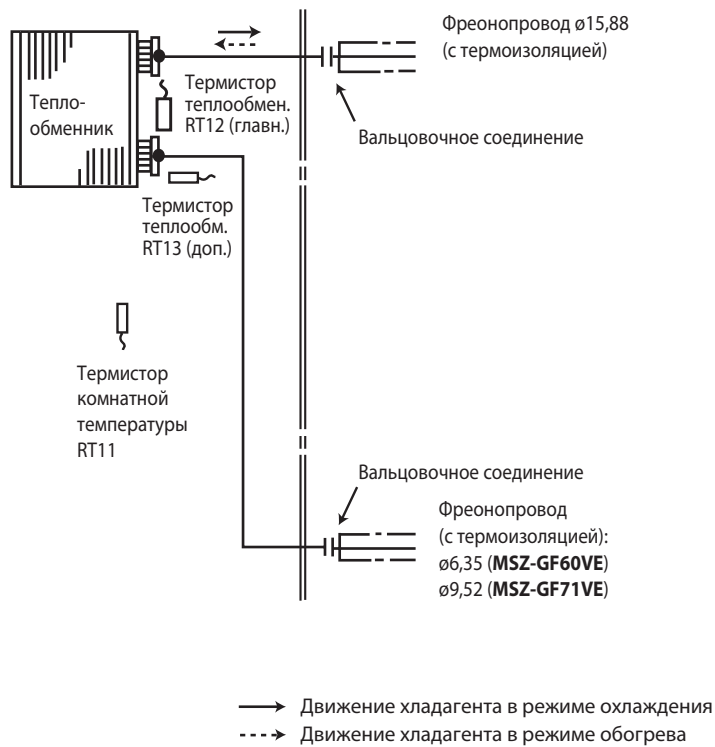 Фреонопровод ø15,88
(с термоизоляцией)
Тепло-
обменник
Термистор
теплообмен.
RT12 (главн.)
Вальцовочное соединение
Термистор
теплообм.
RT13 (доп.)
Термистор
комнатной
температуры
RT11
Вальцовочное соединение
Фреонопровод
(с термоизоляцией):
ø6,35 (MSZ-GF60VE)
ø9,52 (MSZ-GF71VE)
Движение хладагента в режиме охлаждения
Движение хладагента в режиме обогрева